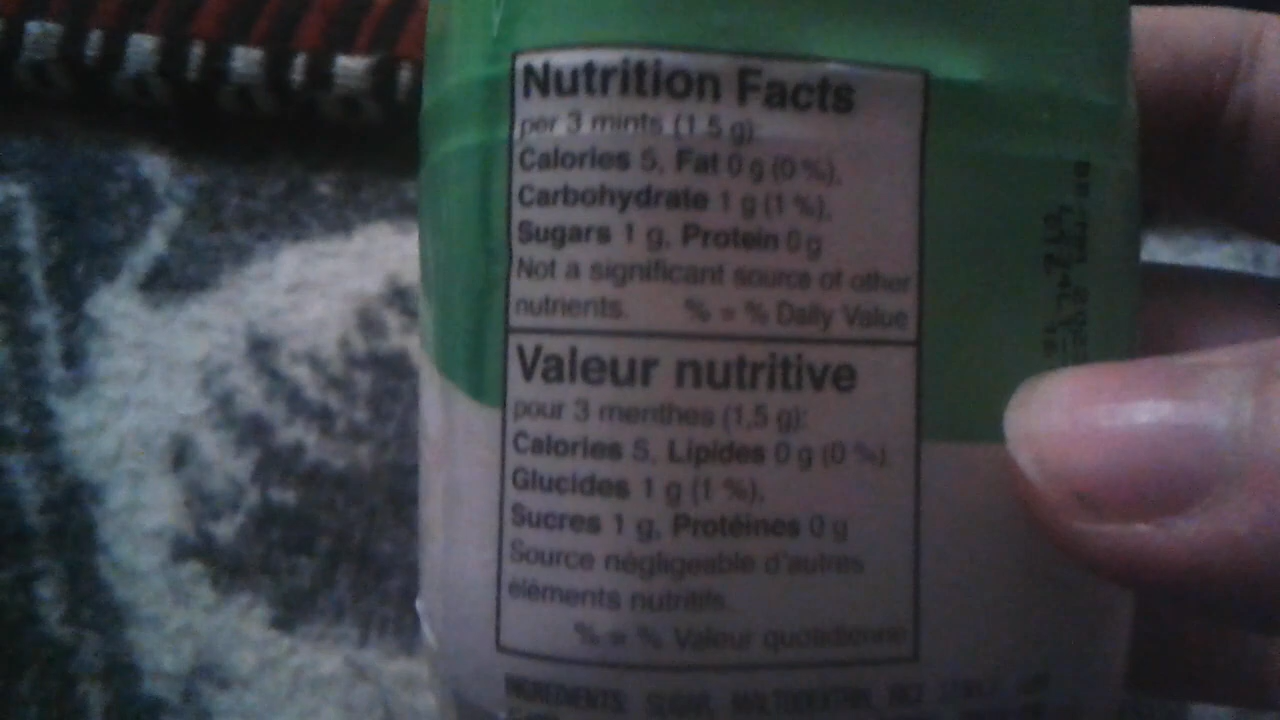 Nutrition Facts
per 3 mints (1.5 g):
Calories 5, Fat 0 g (0 %),
Carbohydrate 1 g (1 %),
Sugars 1 g, Protein 0 g
Not a significant source of other
nutrients. % = % Daily Value
Valeur nutritive
pour 3 menthes (1,5 g):
Calories 5, Lipides 0 g (0 %)
Glucides 1 g (1 %),
Sucres 1 g, Protéines 0 g
Source négligeable d'autres
éléments nutritifs.
% = % Valeur quotidienne
INGREDIENTS: SUGAR, MALTODEXTRIN, RICE